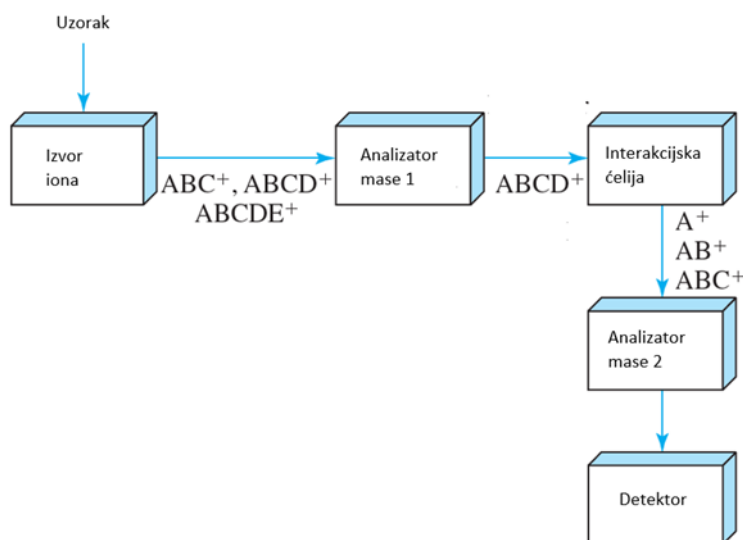 Uzorak
Izvor
iona
ABC⁺, ABCD⁺
ABCDE⁺
Analizator
mase 1
ABCD⁺
Interakcijska
ćelija
A⁺
AB⁺
ABC⁺
Analizator
mase 2
Detektor